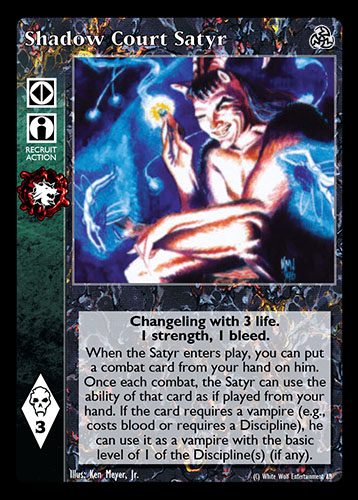 Shadow Court Satyr
RECRUIT
ACTION
Changeling with 3 life.
1 strength, 1 bleed.
When the Satyr enters play, you can put
a combat card from your hand on him.
Once each combat, the Satyr can use the
ability of that card as if played from your
hand. If the card requires a vampire (e.g.,
costs blood or requires a Discipline), he
can use it as a vampire with the basic
level of 1 of the Discipline(s) (if any).
3
Illus: Ken Meyer, Jr.